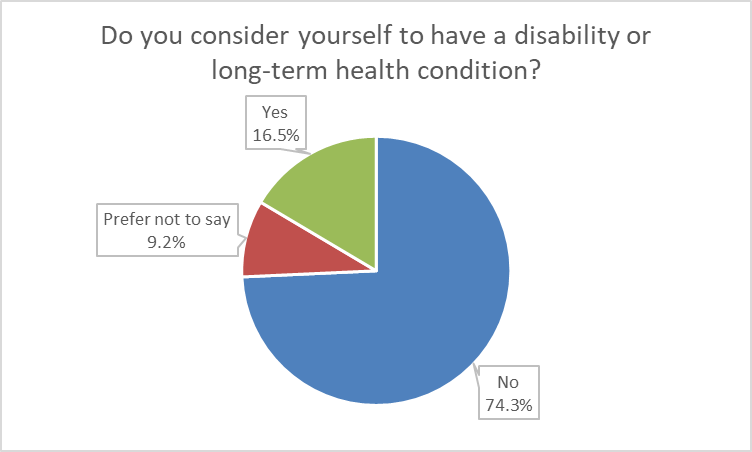 Do you consider yourself to have a disability or
long-term health condition?
Yes
16.5%
Prefer not to say
9.2%
No
74.3%